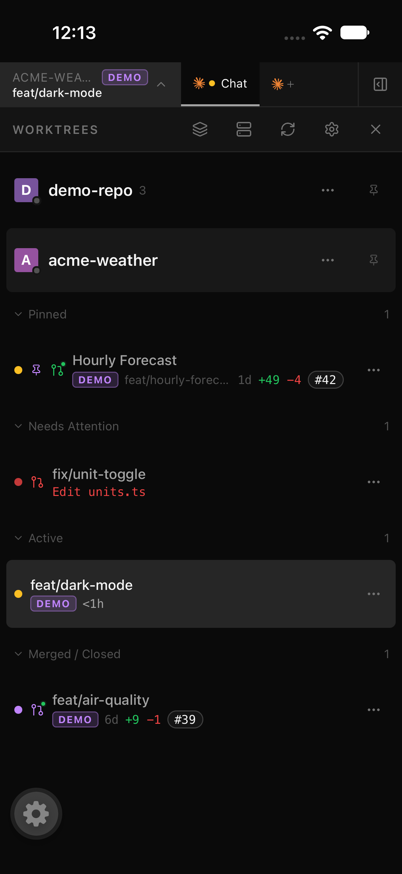 12:13
ACME-WEA... DEMO
feat/dark-mode
Chat
+
WORKTREES
D demo-repo 3
A acme-weather
Pinned 1
Hourly Forecast
DEMO feat/hourly-forec... 1d +49 −4 #42
Needs Attention 1
fix/unit-toggle
Edit units.ts
Active 1
feat/dark-mode
DEMO <1h
Merged / Closed 1
feat/air-quality
DEMO 6d +9 −1 #39